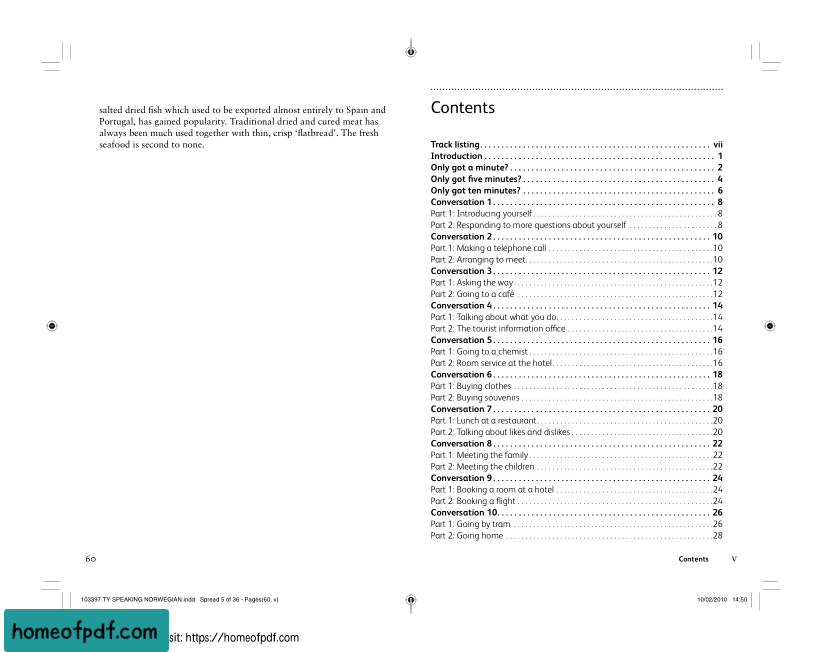 salted dried fish which used to be exported almost entirely to Spain and
Portugal, has gained popularity. Traditional dried and cured meat has
always been much used together with thin, crisp ‘flatbread’. The fresh
seafood is second to none.
60
Contents
Track listing. . . . . . . . . . . . . . . . . . . . vii
Introduction . . . . . . . . . . . . . . . . . . . . 1
Only got a minute? . . . . . . . . . . . . . . . . . . . . 2
Only got five minutes? . . . . . . . . . . . . . . . . . . . . 4
Only got ten minutes? . . . . . . . . . . . . . . . . . . . . 6
Conversation 1 . . . . . . . . . . . . . . . . . . . . 8
Part 1: Introducing yourself . . . . . . . . . . . . . . . . . . . . 8
Part 2: Responding to more questions about yourself . . . . . . . . . . . . . . . . . . . . 8
Conversation 2 . . . . . . . . . . . . . . . . . . . . 10
Part 1: Making a telephone call . . . . . . . . . . . . . . . . . . . . 10
Part 2: Arranging to meet. . . . . . . . . . . . . . . . . . . . 10
Conversation 3 . . . . . . . . . . . . . . . . . . . . 12
Part 1: Asking the way . . . . . . . . . . . . . . . . . . . . 12
Part 2: Going to a café . . . . . . . . . . . . . . . . . . . . 12
Conversation 4 . . . . . . . . . . . . . . . . . . . . 14
Part 1: Talking about what you do. . . . . . . . . . . . . . . . . . . . 14
Part 2: The tourist information office . . . . . . . . . . . . . . . . . . . . 14
Conversation 5 . . . . . . . . . . . . . . . . . . . . 16
Part 1: Going to a chemist . . . . . . . . . . . . . . . . . . . . 16
Part 2: Room service at the hotel. . . . . . . . . . . . . . . . . . . . 16
Conversation 6 . . . . . . . . . . . . . . . . . . . . 18
Part 1: Buying clothes . . . . . . . . . . . . . . . . . . . . 18
Part 2: Buying souvenirs . . . . . . . . . . . . . . . . . . . . 18
Conversation 7 . . . . . . . . . . . . . . . . . . . . 20
Part 1: Lunch at a restaurant. . . . . . . . . . . . . . . . . . . . 20
Part 2: Talking about likes and dislikes . . . . . . . . . . . . . . . . . . . . 20
Conversation 8 . . . . . . . . . . . . . . . . . . . . 22
Part 1: Meeting the family . . . . . . . . . . . . . . . . . . . . 22
Part 2: Meeting the children . . . . . . . . . . . . . . . . . . . . 22
Conversation 9 . . . . . . . . . . . . . . . . . . . . 24
Part 1: Booking a room at a hotel . . . . . . . . . . . . . . . . . . . . 24
Part 2: Booking a flight . . . . . . . . . . . . . . . . . . . . 24
Conversation 10. . . . . . . . . . . . . . . . . . . . 26
Part 1: Going by tram . . . . . . . . . . . . . . . . . . . . 26
Part 2: Going home . . . . . . . . . . . . . . . . . . . . 28
Contents v
103397 TY SPEAKING NORWEGIAN.indd Spread 5 of 36 - Pages(60, v) 10/02/2010 14:50
homeofpdf.com sit: https://homeofpdf.com